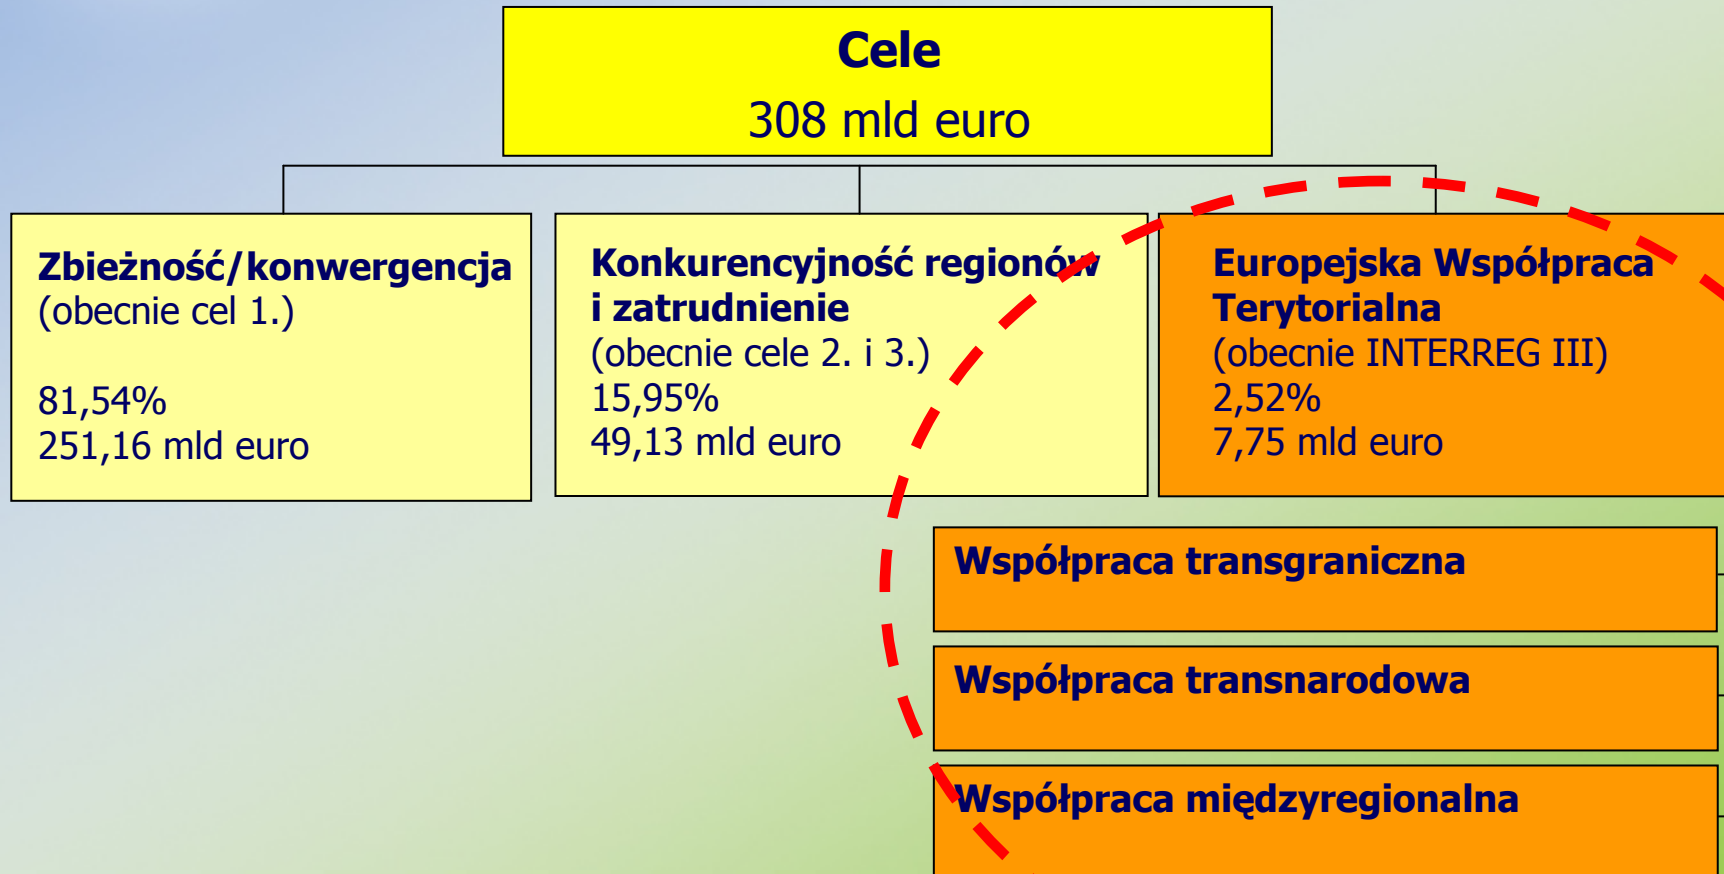 Cele
308 mld euro
Zbieżność/konwergencja
(obecnie cel 1.)
81,54%
251,16 mld euro
Konkurencyjność regionów
i zatrudnienie
(obecnie cele 2. i 3.)
15,95%
49,13 mld euro
Europejska Współpraca
Terytorialna
(obecnie INTERREG III)
2,52%
7,75 mld euro
Współpraca transgraniczna
Współpraca transnarodowa
Współpraca międzyregionalna